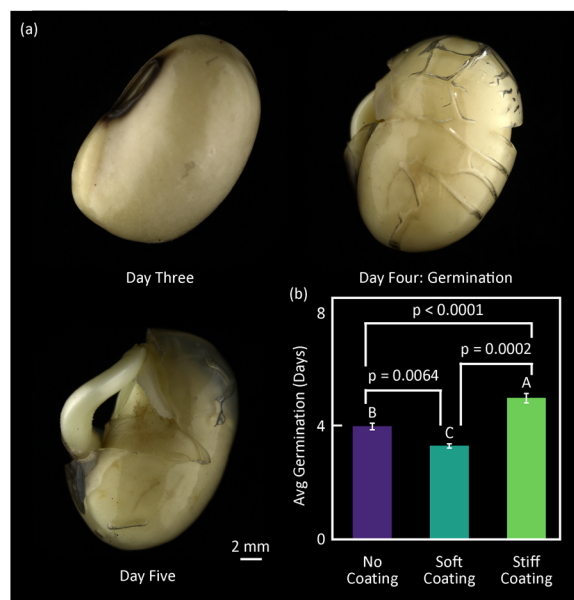 (a)
Day Three
Day Four: Germination
Day Five
2 mm
(b)
8
4
0
Avg Germination (Days)
p < 0.0001
p = 0.0002
p = 0.0064
B
C
A
No
Coating
Soft
Coating
Stiff
Coating